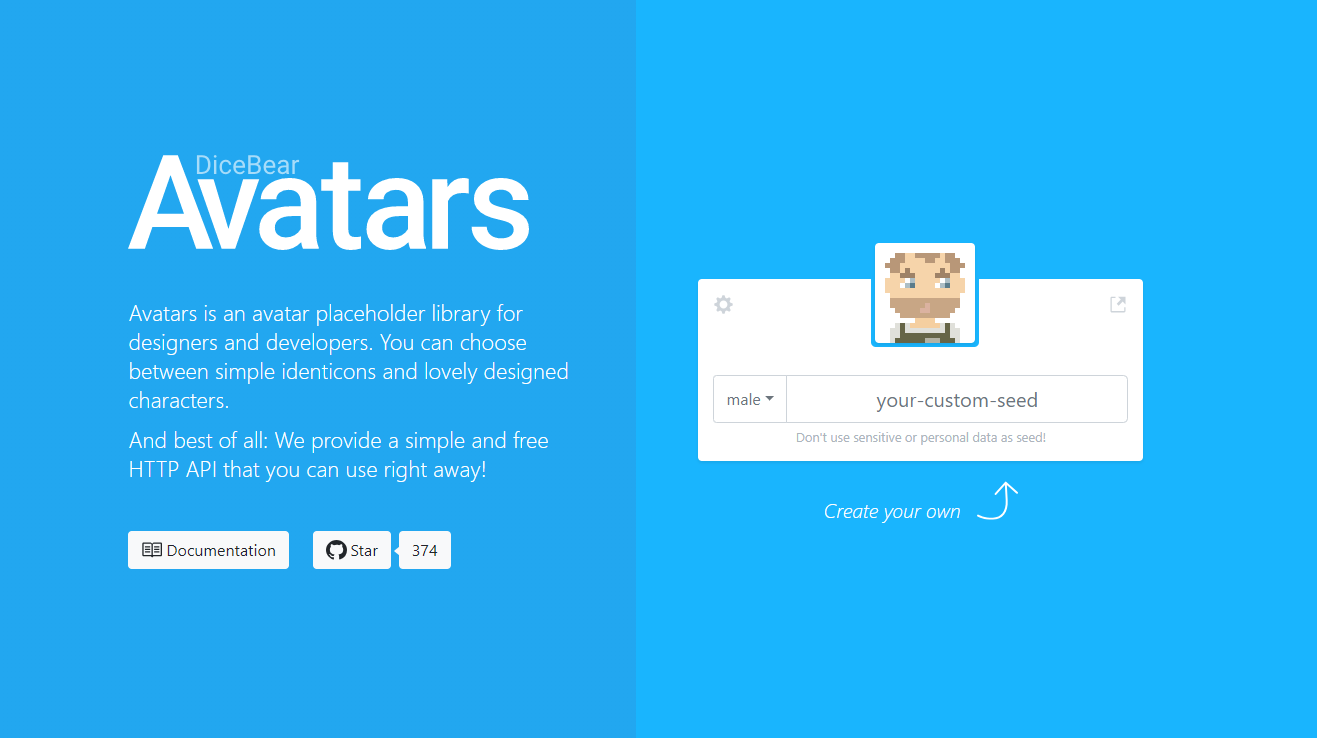 DiceBear
Avatars
Avatars is an avatar placeholder library for
designers and developers. You can choose
between simple identicons and lovely designed
characters.
And best of all: We provide a simple and free
HTTP API that you can use right away!
Documentation
Star
374
male
your-custom-seed
Don't use sensitive or personal data as seed!
Create your own